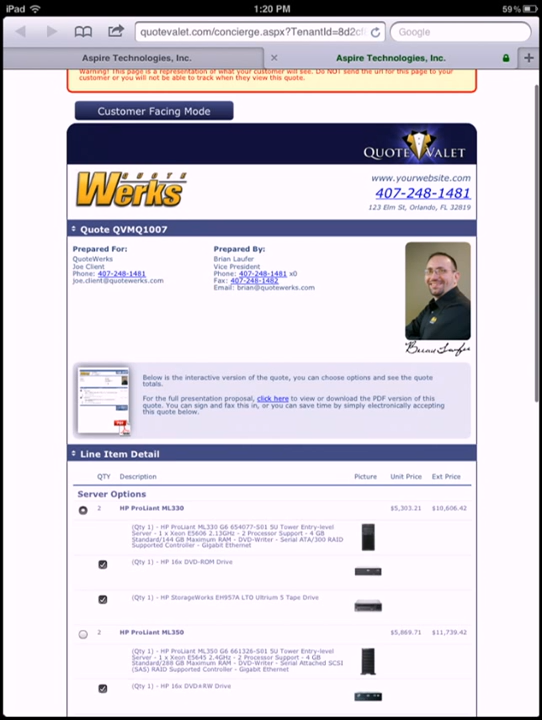 iPad 1:20 PM 59%
quotevalet.com/concierge.aspx?TenantId=8d2cf Google
Aspire Technologies, Inc. Aspire Technologies, Inc.
Warning! This page is a representation of what your customer will see. Do NOT send the url for this page to your
customer or you will not be able to track when they view this quote.
Customer Facing Mode
QUOTE VALET
QUOTE
Werks
www.yourwebsite.com
407-248-1481
123 Elm St, Orlando, FL 32819
Quote QVMQ1007
Prepared For:
QuoteWerks
Joe Client
Phone: 407-248-1481
joe.client@quotewerks.com
Prepared By:
Brian Laufer
Vice President
Phone: 407-248-1481 x0
Fax: 407-248-1482
Email: brian@quotewerks.com
Brian Laufer
Below is the interactive version of the quote, you can choose options and see the quote
totals.
For the full presentation proposal, click here to view or download the PDF version of this
quote. You can sign and fax this in, or you can save time by simply electronically accepting
this quote below.
Line Item Detail
QTY Description Picture Unit Price Ext Price
Server Options
2 HP ProLiant ML330 $5,303.21 $10,606.42
(Qty 1) - HP ProLiant ML330 G6 654077-S01 5U Tower Entry-level
Server - 1 x Xeon E5606 2.13GHz - 2 Processor Support - 4 GB
Standard/144 GB Maximum RAM - DVD-Writer - Serial ATA/300 RAID
Supported Controller - Gigabit Ethernet
(Qty 1) - HP 16x DVD-ROM Drive
(Qty 1) - HP StorageWorks EH957A LTO Ultrium 5 Tape Drive
2 HP ProLiant ML350 $5,869.71 $11,739.42
(Qty 1) - HP ProLiant ML350 G6 661326-S01 5U Tower Entry-level
Server - 1 x Xeon E5645 2.4GHz - 2 Processor Support - 4 GB
Standard/288 GB Maximum RAM - DVD-Writer - Serial Attached SCSI
(SAS) RAID Supported Controller - Gigabit Ethernet
(Qty 1) - HP 16x DVD±RW Drive